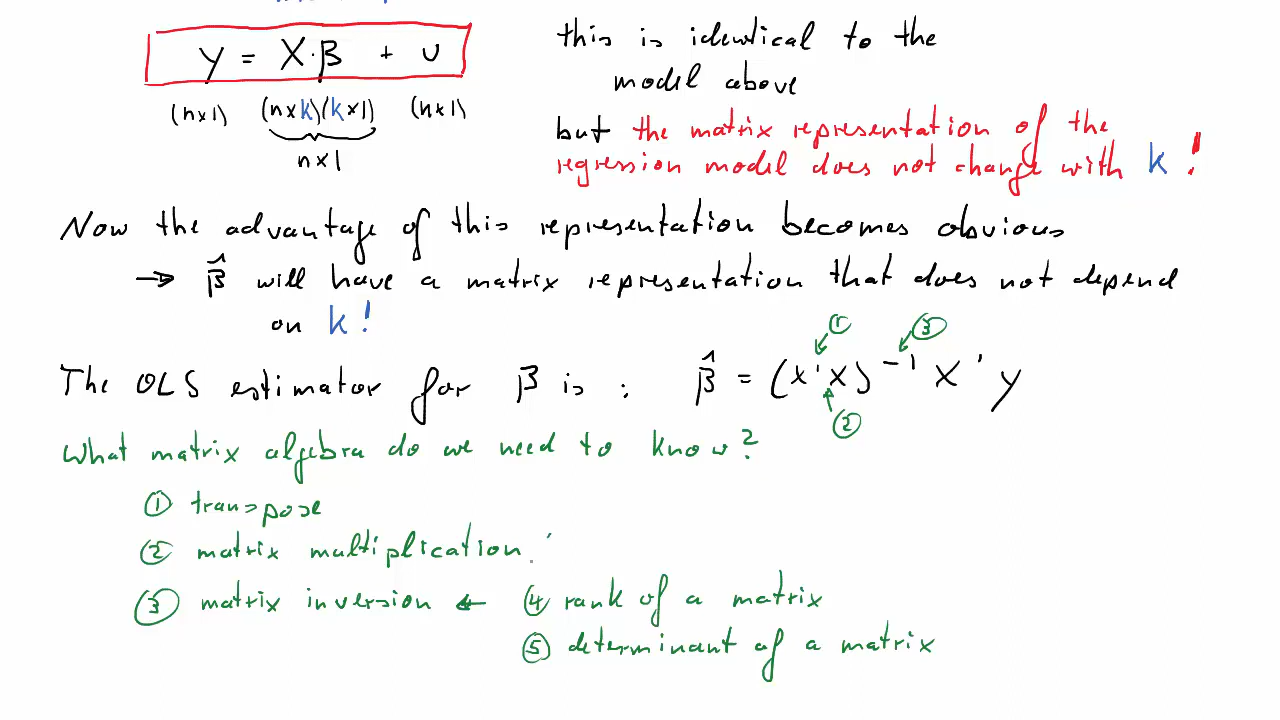 y = X·β + u
(n×1) (n×k)(k×1) (n×1)
n×1
this is identical to the
model above
but the matrix representation of the
regression model does not change with k!
Now the advantage of this representation becomes obvious
→ β̂ will have a matrix representation that does not depend
on k!
① ③
The OLS estimator for β is : β̂ = (X'X)⁻¹ X'y
②
What matrix algebra do we need to know?
① transpose
② matrix multiplication
③ matrix inversion ← ④ rank of a matrix
⑤ determinant of a matrix